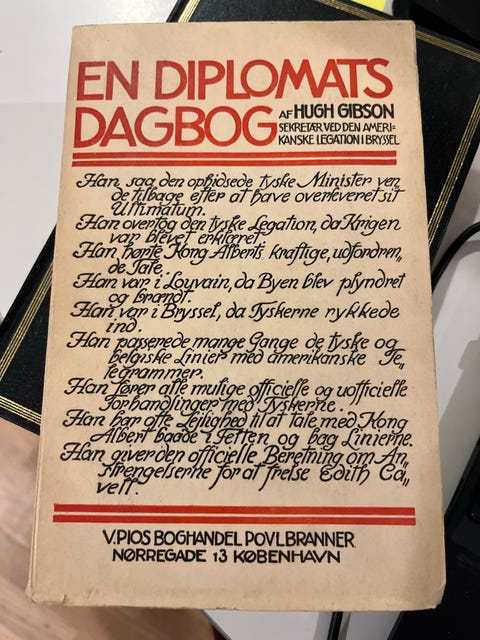 EN DIPLOMATS
DAGBOG
AF HUGH GIBSON
SEKRETÆR VED DEN AMERI-
KANSKE LEGATION I BRYSSEL
Han saa den ophidsede tyske Minister ven„
de tilbage efter at have overleveret sit
Ultimatum.
Han overtog den tyske Legation, da Krigen
var blevet erklæret.
Han hørte Kong Alberts kraftige, udfordren„
de Tale.
Han var i Louvain, da Byen blev plyndret
og brændt.
Han var i Bryssel, da Tyskerne rykkede
ind.
Han passerede mange Gange de tyske og
belgiske Linier med amerikanske Te„
legrammer.
Han fører alle mulige officielle og uofficielle
Forhandlinger med Tyskerne.
Han har ofte Lejlighed til at tale med Kong
Albert baade i Felten og bag Linierne.
Han giver den officielle Beretning om An„
strengelserne for at frelse Edith Ca„
vell.
V. PIOS BOGHANDEL POVL BRANNER
NØRREGADE 13 KØBENHAVN